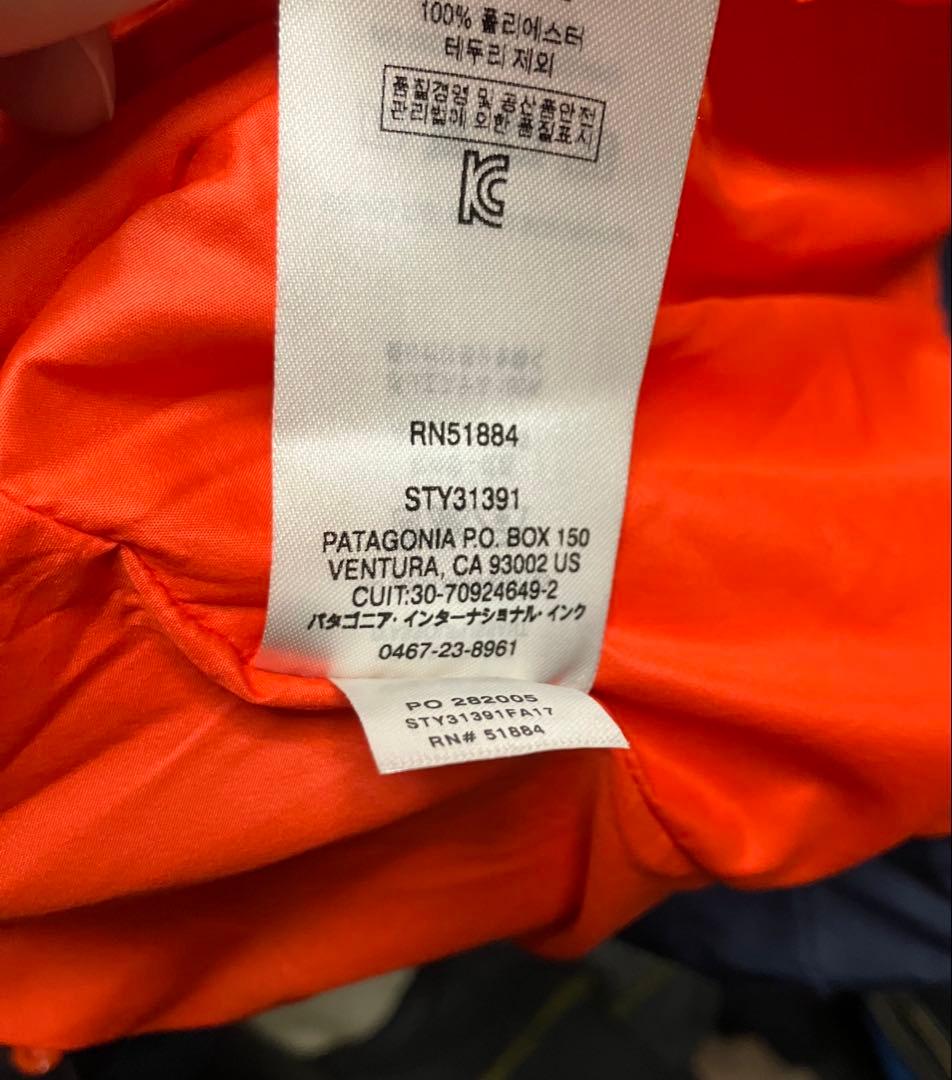 100% 폴리에스터
테두리 제외
품질경영 및 공산품안전
관리법에 의한 품질표시
RN51884
STY31391
PATAGONIA P.O. BOX 150
VENTURA, CA 93002 US
CUIT:30-70924649-2
パタゴニア・インターナショナル・インク
0467-23-8961
PO 282005
STY31391FA17
RN# 51884